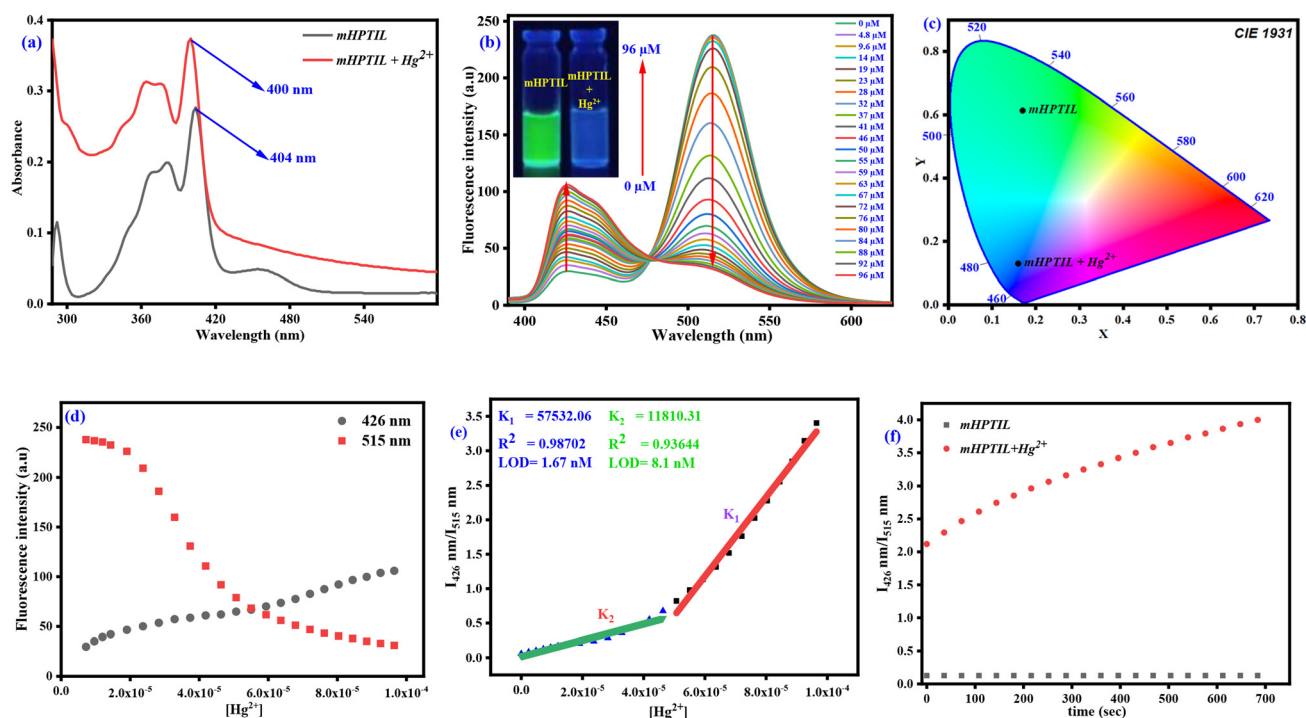 (a)
mHPTIL
mHPTIL + Hg²⁺
400 nm
404 nm
Absorbance
0.4
0.3
0.2
0.1
0.0
300
360
420
480
540
Wavelength (nm)
(b)
mHPTIL
mHPTIL
+
Hg²⁺
96 µM
0 µM
0 µM
4.8 µM
9.6 µM
14 µM
19 µM
23 µM
28 µM
32 µM
37 µM
41 µM
46 µM
50 µM
55 µM
59 µM
63 µM
67 µM
72 µM
76 µM
80 µM
84 µM
88 µM
92 µM
96 µM
Fluorescence intensity (a.u)
250
200
150
100
50
0
400
450
500
550
600
Wavelength (nm)
(c)
CIE 1931
520
540
560
580
600
620
500
480
460
mHPTIL
mHPTIL + Hg²⁺
Y
0.8
0.6
0.4
0.2
0.0
0.0
0.1
0.2
0.3
0.4
0.5
0.6
0.7
0.8
X
(d)
426 nm
515 nm
Fluorescence intensity (a.u)
250
200
150
100
50
0
0.0
2.0x10⁻⁵
4.0x10⁻⁵
6.0x10⁻⁵
8.0x10⁻⁵
1.0x10⁻⁴
[Hg²⁺]
(e)
K₁ = 57532.06
K₂ = 11810.31
R² = 0.98702
R² = 0.93644
LOD= 1.67 nM
LOD= 8.1 nM
K₁
K₂
I₄₂₆ nm/I₅₁₅ nm
3.5
3.0
2.5
2.0
1.5
1.0
0.5
0.0
0.0
2.0x10⁻⁵
4.0x10⁻⁵
6.0x10⁻⁵
8.0x10⁻⁵
1.0x10⁻⁴
[Hg²⁺]
(f)
mHPTIL
mHPTIL+Hg²⁺
I₄₂₆ nm/I₅₁₅ nm
4.0
3.5
3.0
2.5
2.0
1.5
1.0
0.5
0.0
0
100
200
300
400
500
600
700
time (sec)